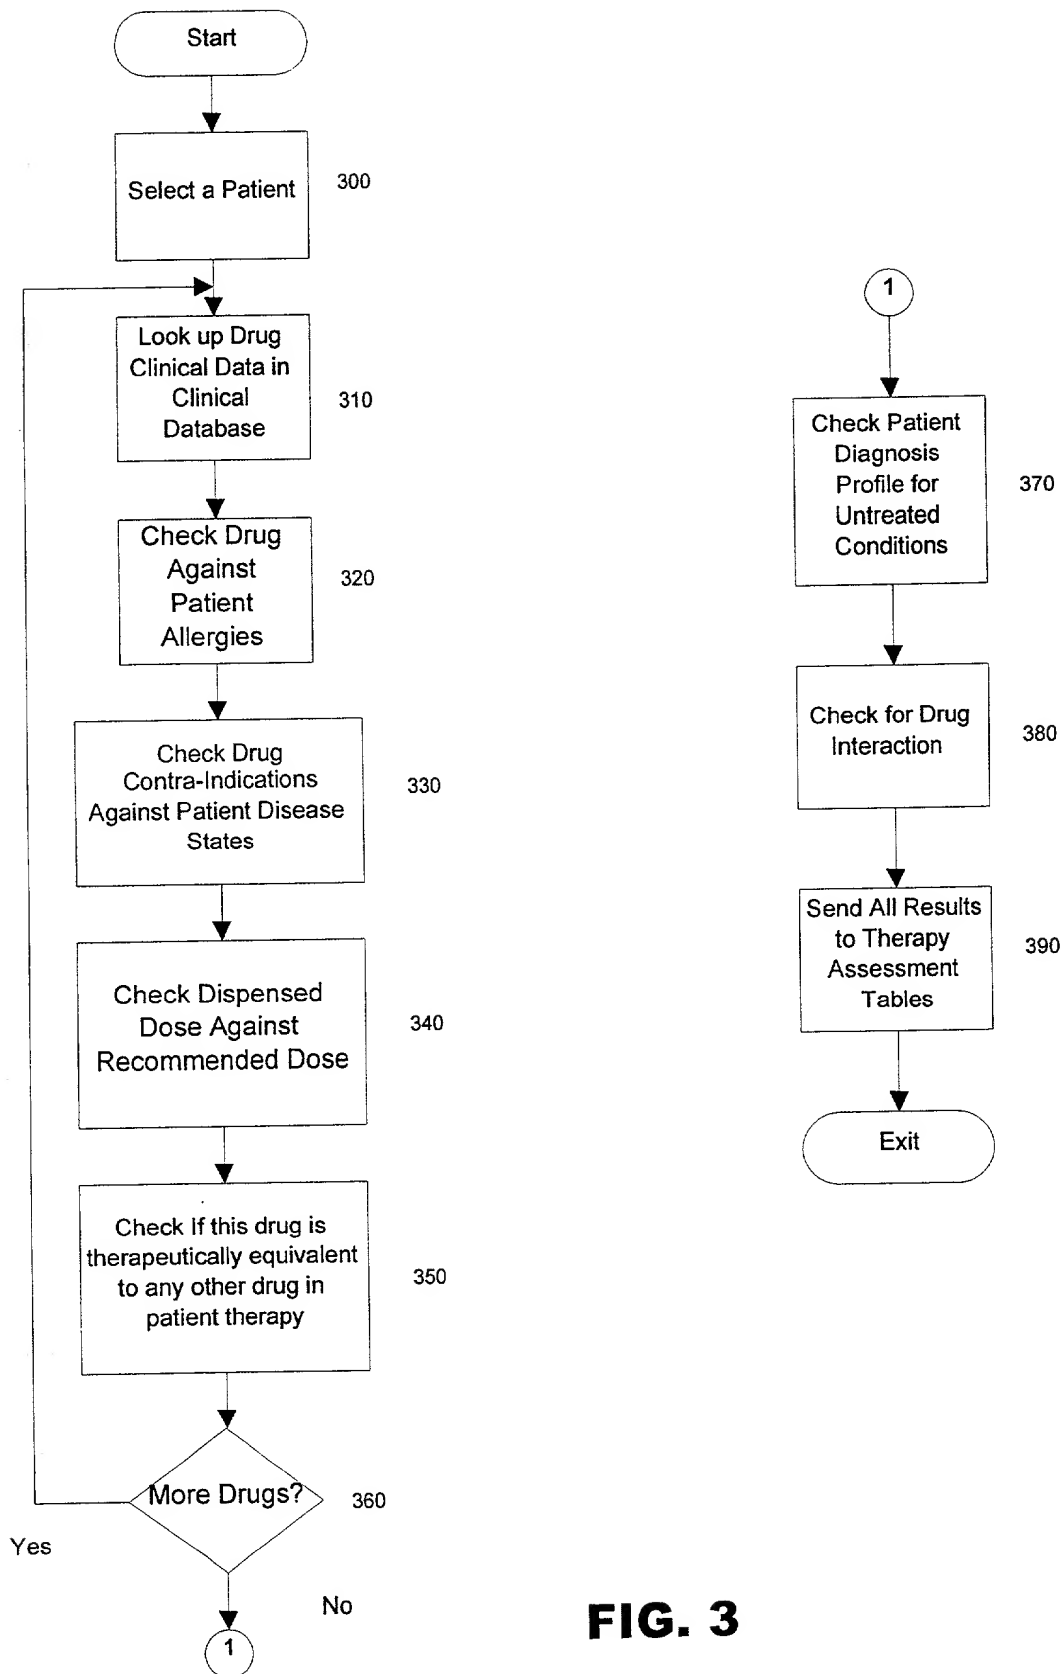 Start
Select a Patient
300
Look up Drug
Clinical Data in
Clinical
Database
310
Check Drug
Against
Patient
Allergies
320
Check Drug
Contra-Indications
Against Patient Disease
States
330
Check Dispensed
Dose Against
Recommended Dose
340
Check If this drug is
therapeutically equivalent
to any other drug in
patient therapy
350
More Drugs?
360
Yes
No
1
1
Check Patient
Diagnosis
Profile for
Untreated
Conditions
370
Check for Drug
Interaction
380
Send All Results
to Therapy
Assessment
Tables
390
Exit
FIG. 3